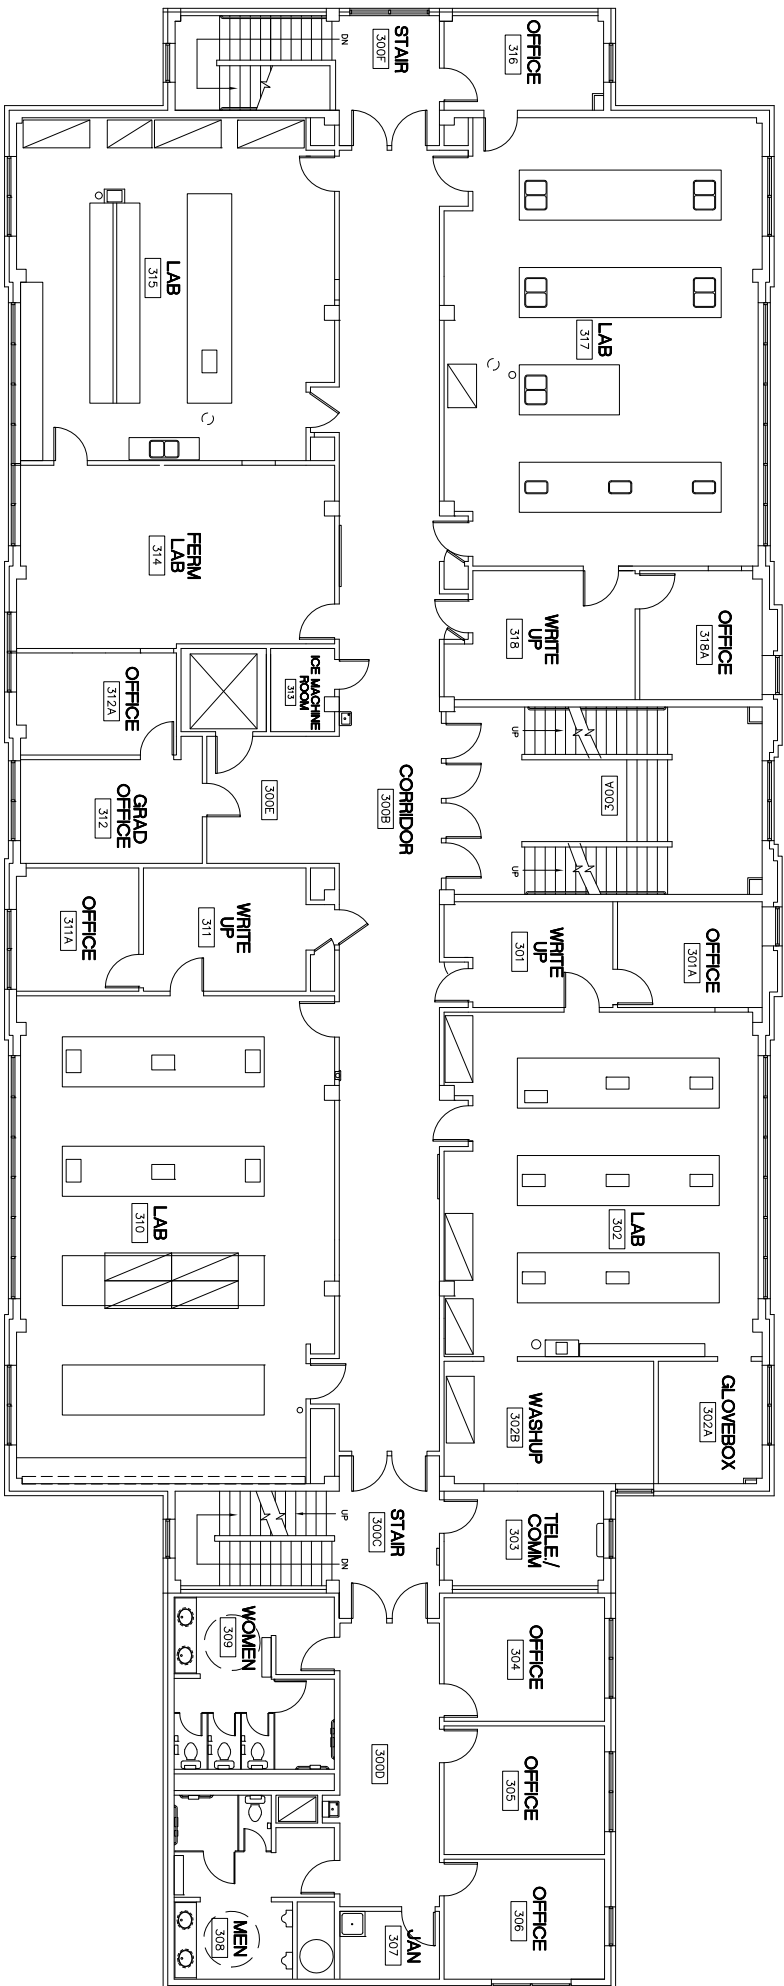 DN
STAIR
300F
OFFICE
316
LAB
315
LAB
317
FERM
LAB
314
WRITE
UP
318
OFFICE
318A
OFFICE
312A
ICE MACHINE
ROOM
313
UP
300A
UP
CORRIDOR
300B
300E
GRAD
OFFICE
312
OFFICE
311A
WRITE
UP
311
WRITE
UP
301
OFFICE
301A
LAB
310
LAB
302
WASHUP
302B
GLOVEBOX
302A
UP
DN
STAIR
300C
TELE./
COMM
303
WOMEN
309
OFFICE
304
300D
OFFICE
305
MEN
308
JAN
307
OFFICE
306